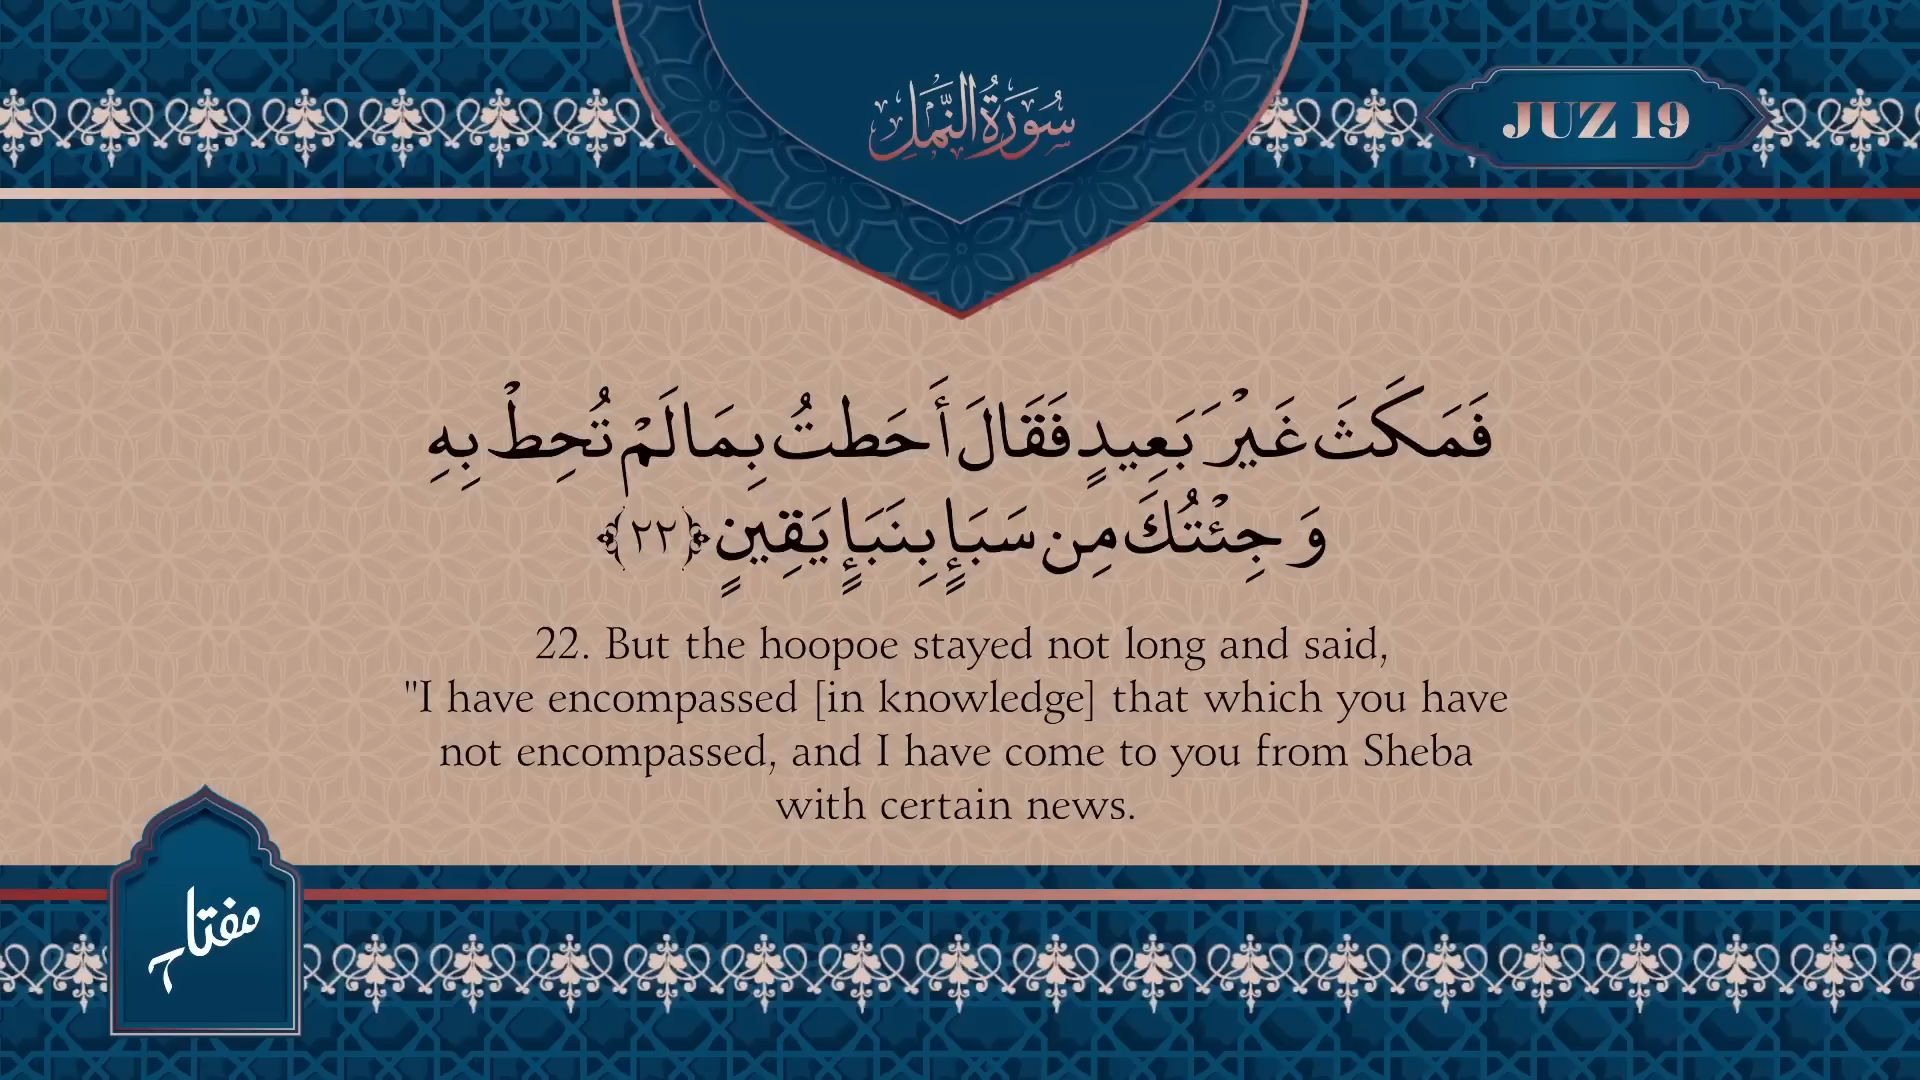 سُورَةُ النَّمْلِ
JUZ 19
فَمَكَثَ غَيْرَ بَعِيدٍ فَقَالَ أَحَطتُ بِمَا لَمْ تُحِطْ بِهِ
وَجِئْتُكَ مِن سَبَإٍ بِنَبَإٍ يَقِينٍ ﴿٢٢﴾
22. But the hoopoe stayed not long and said,
"I have encompassed [in knowledge] that which you have
not encompassed, and I have come to you from Sheba
with certain news.
مفتاح